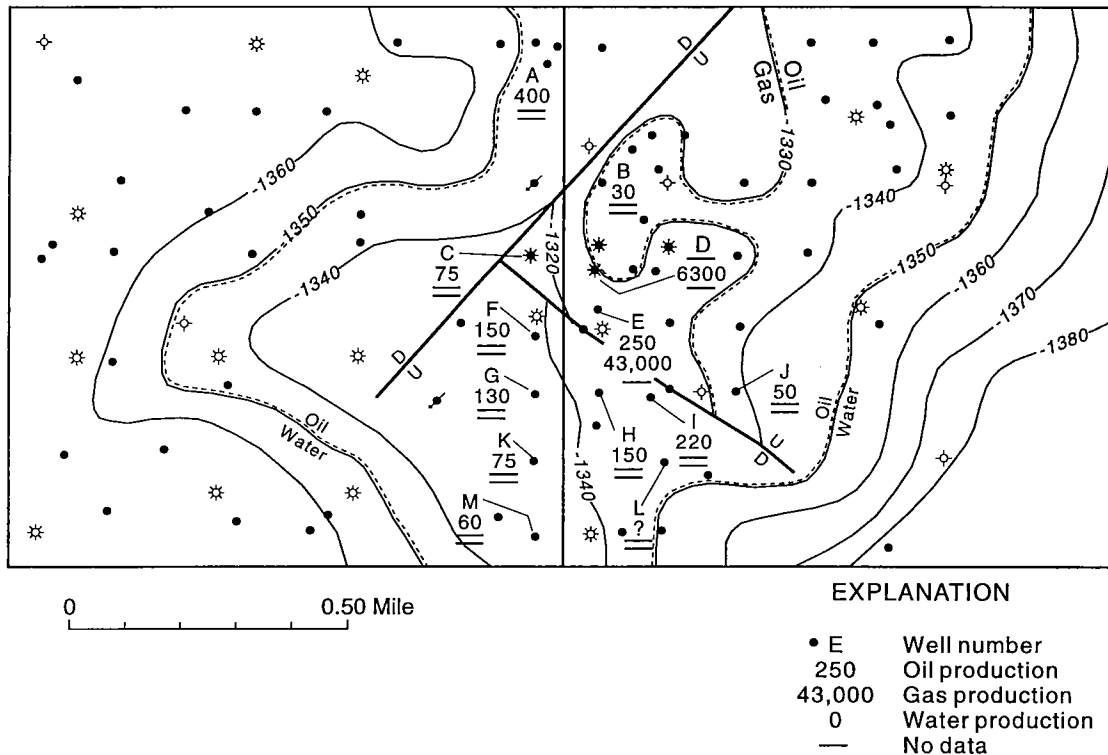 D
U
A
400
Oil
Gas
-1330
-1360
B
30
-1350
-1340
-1320
-1340
C
75
D
6300
-1350
-1360
-1370
-1380
F
150
E
250
43,000
D
U
G
130
J
50
Oil
Water
Oil
Water
K
75
H
150
I
220
U
D
-1340
M
60
L
?
0
0.50 Mile
EXPLANATION
E Well number
250 Oil production
43,000 Gas production
0 Water production
— No data